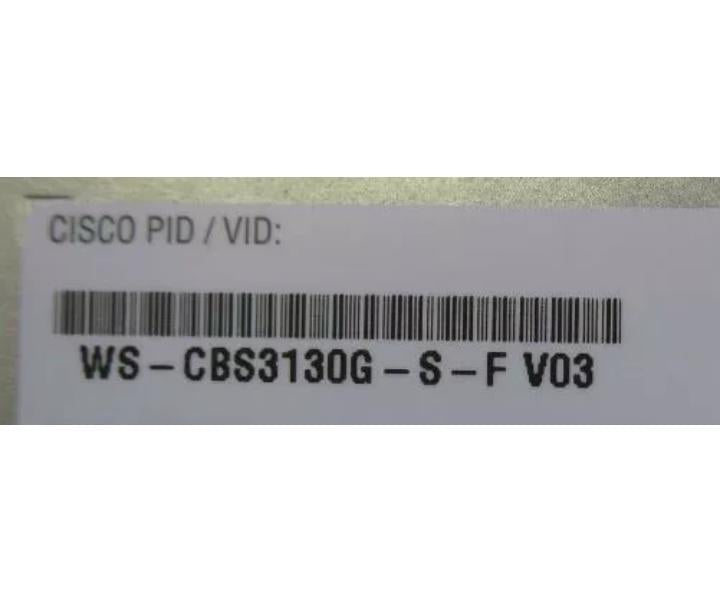 CISCO PID / VID:
WS-CBS3130G-S-F V03